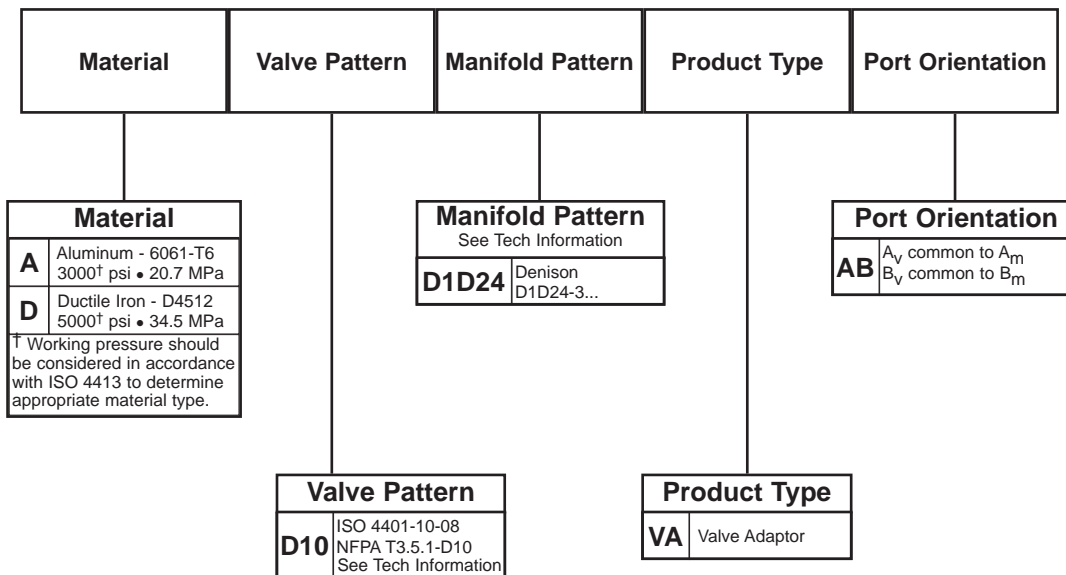 Material
Valve Pattern
Manifold Pattern
Product Type
Port Orientation
Material
A
Aluminum - 6061-T6
3000† psi • 20.7 MPa
D
Ductile Iron - D4512
5000† psi • 34.5 MPa
† Working pressure should
be considered in accordance
with ISO 4413 to determine
appropriate material type.
Manifold Pattern
See Tech Information
D1D24
Denison
D1D24-3...
Port Orientation
AB
Av common to Am
Bv common to Bm
Valve Pattern
D10
ISO 4401-10-08
NFPA T3.5.1-D10
See Tech Information
Product Type
VA
Valve Adaptor